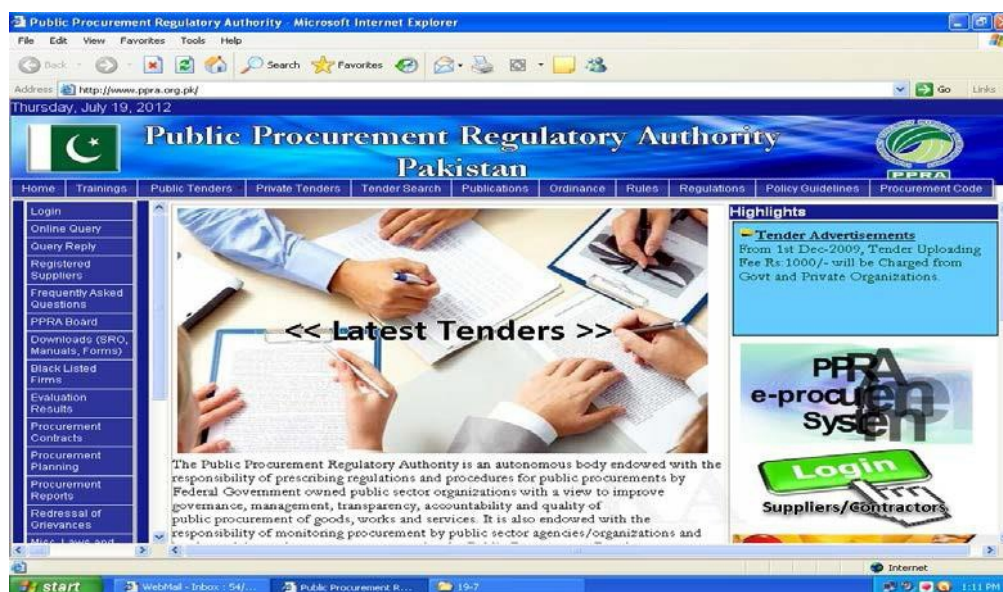 Public Procurement Regulatory Authority - Microsoft Internet Explorer
File Edit View Favorites Tools Help
Back Search Favorites
Address http://www.ppra.org.pk/ Go Links
Thursday, July 19, 2012
Public Procurement Regulatory Authority
Pakistan
PPRA
Home Trainings Public Tenders Private Tenders Tender Search Publications Ordinance Rules Regulations Policy Guidelines Procurement Code
Login
Online Query
Query Reply
Registered
Suppliers
Frequently Asked
Questions
PPRA Board
Downloads (SRO,
Manuals, Forms)
Black Listed
Firms
Evaluation
Results
Procurement
Contracts
Procurement
Planning
Procurement
Reports
Redressal of
Grievances
Misc. Laws and
<< Latest Tenders >>
The Public Procurement Regulatory Authority is an autonomous body endowed with the
responsibility of prescribing regulations and procedures for public procurements by
Federal Government owned public sector organizations with a view to improve
governance, management, transparency, accountability and quality of
public procurement of goods, works and services. It is also endowed with the
responsibility of monitoring procurement by public sector agencies/organizations and
Highlights
Tender Advertisements
From 1st Dec-2009, Tender Uploading
Fee Rs:1000/- will be Charged from
Govt and Private Organizations.
PPRA
e-procurement
System
Login
Suppliers/Contractors
Internet
start WebMail - Inbox : 54/... Public Procurement R... 19-7 1:11 PM